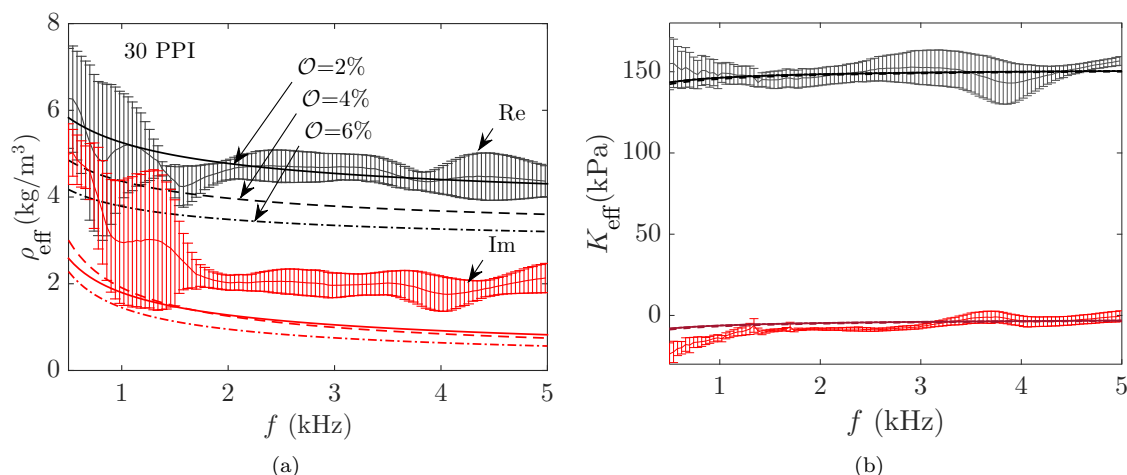 8
6
4
2
0
ρeff(kg/m³)
30 PPI
𝒪=2%
𝒪=4%
𝒪=6%
Re
Im
1 2 3 4 5
f (kHz)
(a)
150
100
50
0
Keff(kPa)
1 2 3 4 5
f (kHz)
(b)